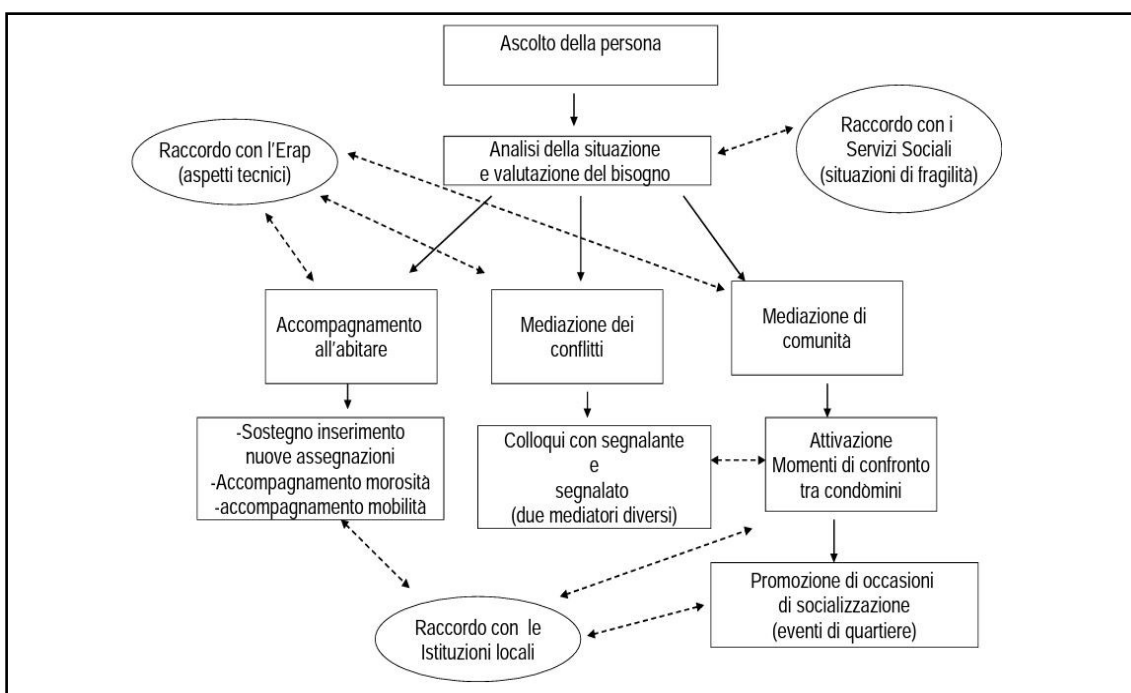 Ascolto della persona
Raccordo con l'Erap
(aspetti tecnici)
Analisi della situazione
e valutazione del bisogno
Raccordo con i
Servizi Sociali
(situazioni di fragilità)
Accompagnamento
all'abitare
Mediazione dei
conflitti
Mediazione di
comunità
-Sostegno inserimento
nuove assegnazioni
-Accompagnamento morosità
-accompagnamento mobilità
Colloqui con segnalante
e
segnalato
(due mediatori diversi)
Attivazione
Momenti di confronto
tra condòmini
Raccordo con le
Istituzioni locali
Promozione di occasioni
di socializzazione
(eventi di quartiere)